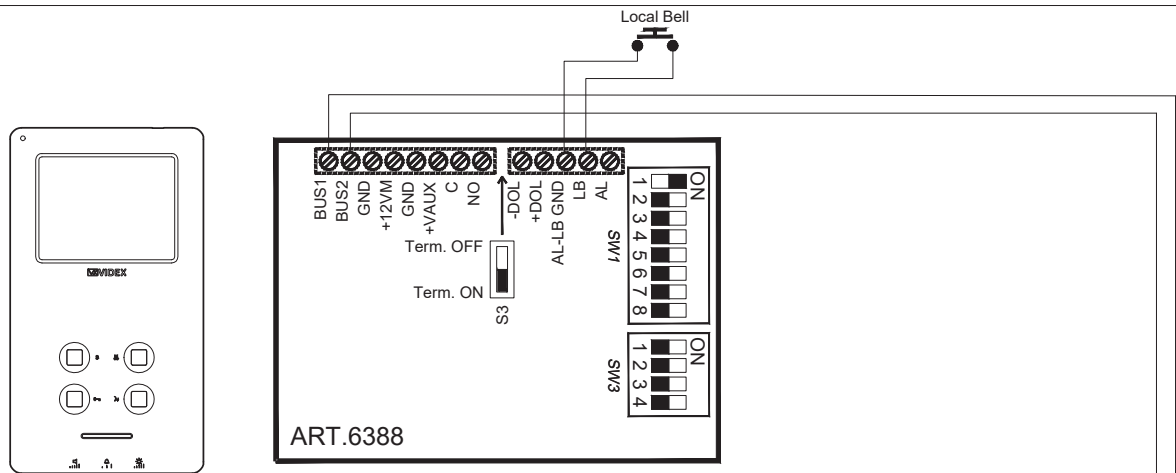 Local Bell
BUS1
BUS2
GND
+12VM
GND
+VAUX
C
NO
-DOL
+DOL
AL-LB GND
LB
AL
Term. OFF
Term. ON
S3
SW1
1
2
3
4
5
6
7
8
ON
SW3
1
2
3
4
ON
VIDEX
ART.6388